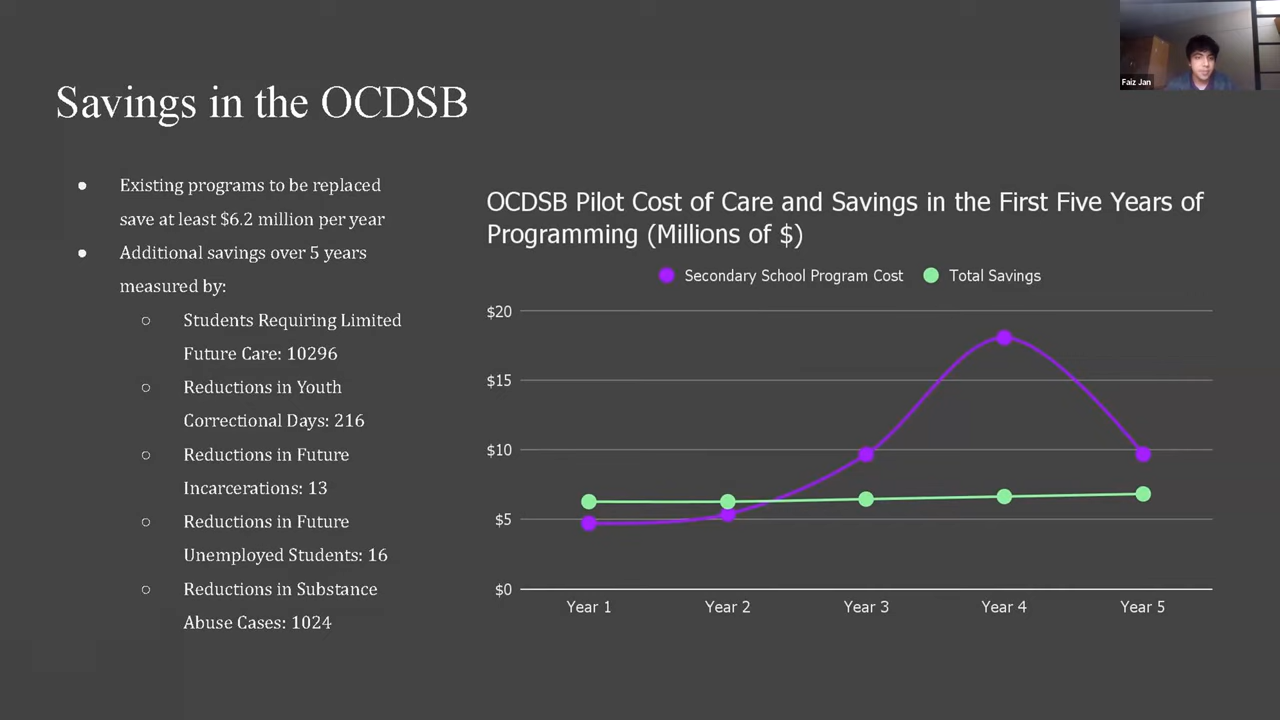 Faiz Jan
Savings in the OCDSB
● Existing programs to be replaced
save at least $6.2 million per year
● Additional savings over 5 years
measured by:
○ Students Requiring Limited
Future Care: 10296
○ Reductions in Youth
Correctional Days: 216
○ Reductions in Future
Incarcerations: 13
○ Reductions in Future
Unemployed Students: 16
○ Reductions in Substance
Abuse Cases: 1024
OCDSB Pilot Cost of Care and Savings in the First Five Years of
Programming (Millions of $)
Secondary School Program Cost Total Savings
$20
$15
$10
$5
$0
Year 1 Year 2 Year 3 Year 4 Year 5